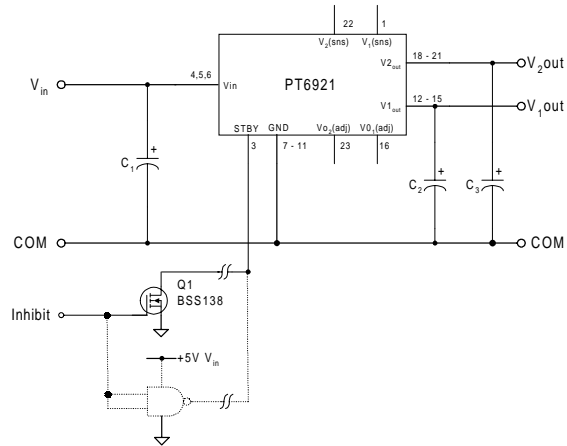 22 1
V2(sns) V1(sns)
18 - 21
V2out
V2out
4,5,6
Vin
Vin
PT6921
12 - 15
V1out
V1out
STBY GND Vo2(adj) V01(adj)
3 7 - 11 23 16
+
C1
+
C2
+
C3
COM COM
Q1
BSS138
Inhibit
+5V Vin